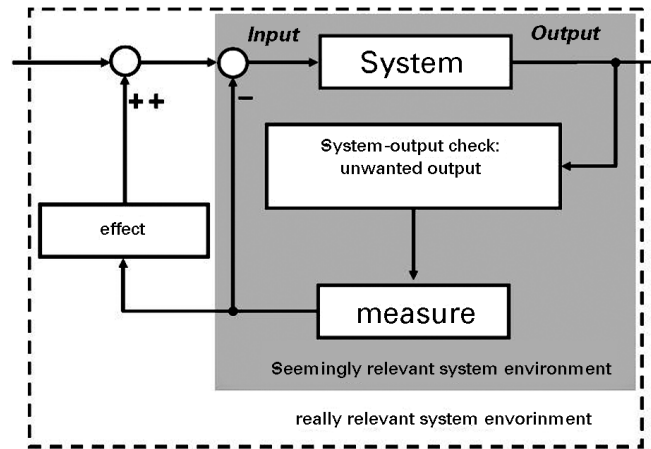 Input
Output
System
+ +
−
System-output check:
unwanted output
effect
measure
Seemingly relevant system environment
really relevant system envorinment